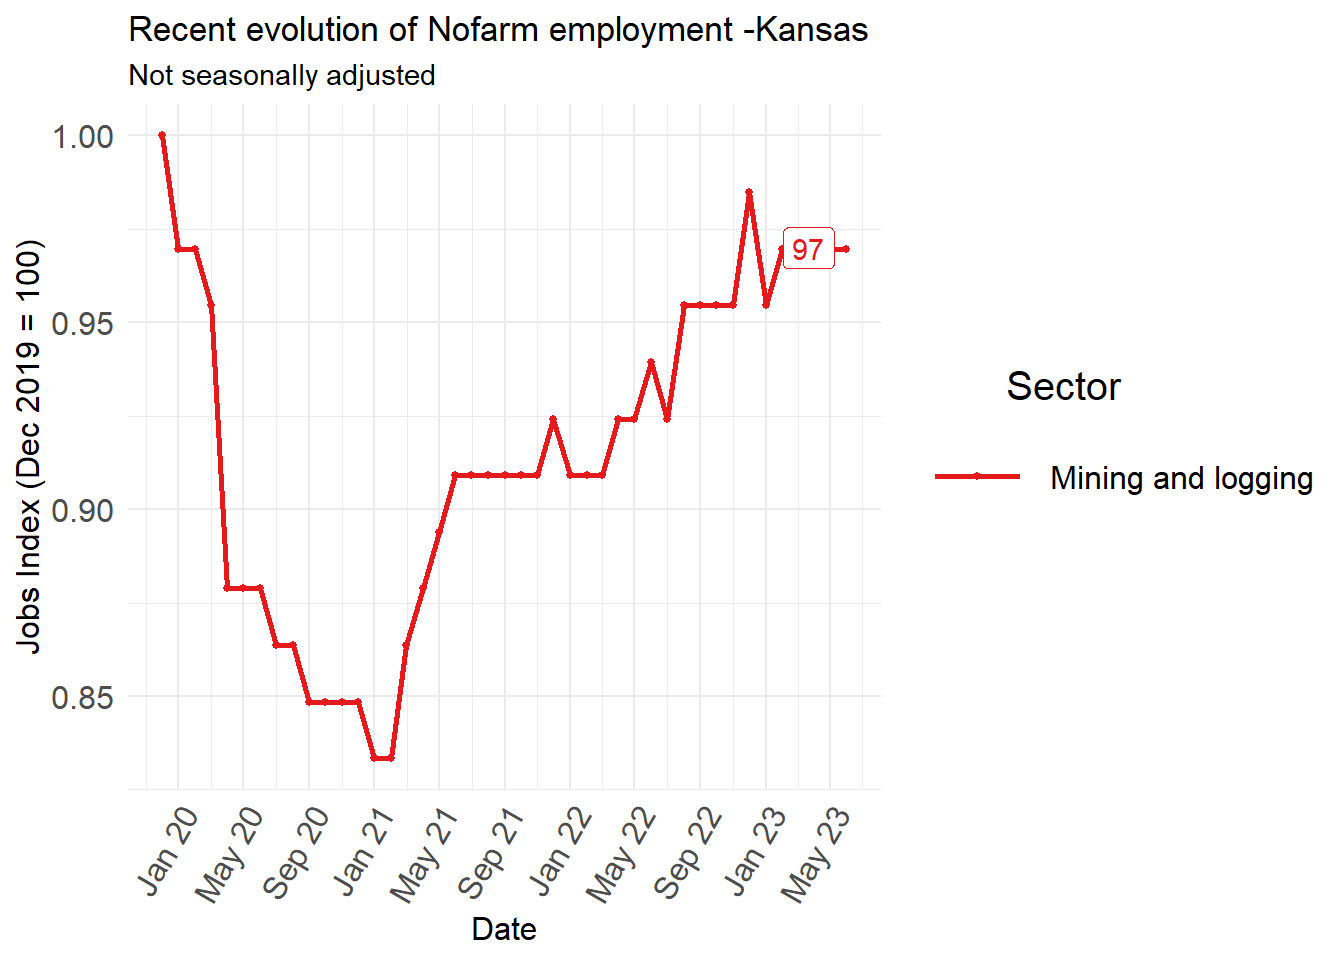 Recent evolution of Nofarm employment -Kansas
Not seasonally adjusted
Jobs Index (Dec 2019 = 100)
1.00
0.95
0.90
0.85
97
Jan 20
May 20
Sep 20
Jan 21
May 21
Sep 21
Jan 22
May 22
Sep 22
Jan 23
May 23
Date
Sector
Mining and logging